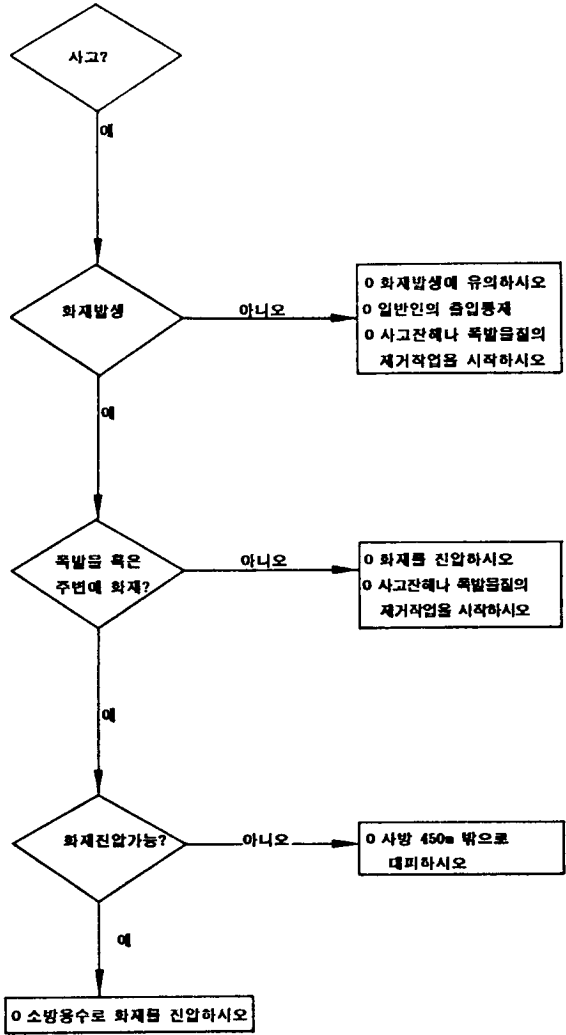 사고?
예
화재발생
아니오
O 화재발생에 유의하시오
O 일반인의 출입통제
O 사고잔해나 폭발물질의
제거작업을 시작하시오
예
폭발물 혹은
주변에 화재?
아니오
O 화재를 진압하시오
O 사고잔해나 폭발물질의
제거작업을 시작하시오
예
화재진압가능?
아니오
O 사방 450m 밖으로
대피하시오
예
O 소방용수로 화재를 진압하시오